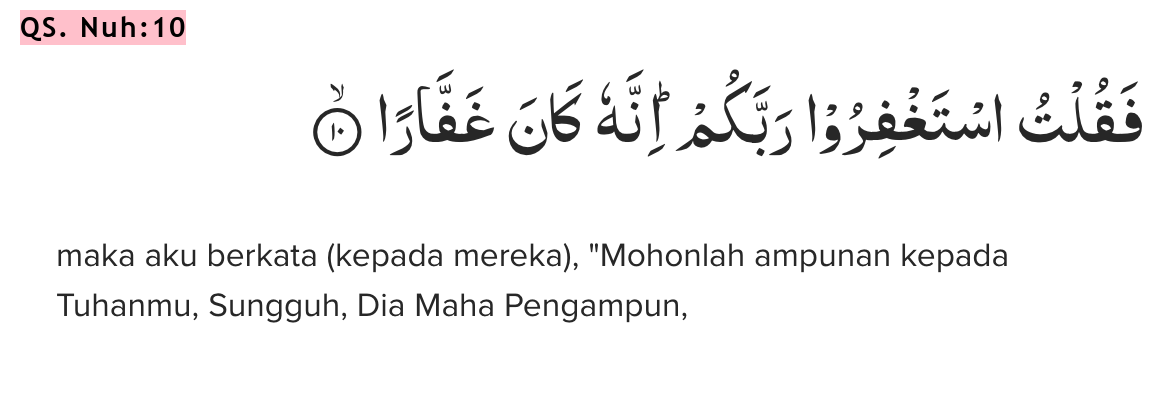 QS. Nuh:10
فَقُلْتُ اسْتَغْفِرُوْا رَبَّكُمْ ۗاِنَّهٗ كَانَ غَفَّارًا ۙ ١٠
maka aku berkata (kepada mereka), "Mohonlah ampunan kepada
Tuhanmu, Sungguh, Dia Maha Pengampun,